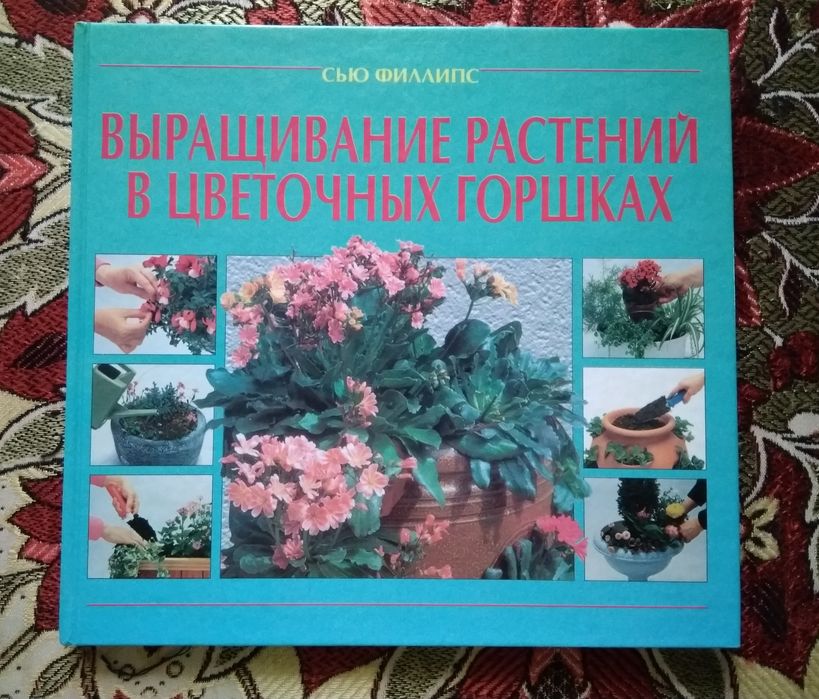 СЬЮ ФИЛЛИПС
ВЫРАЩИВАНИЕ РАСТЕНИЙ
В ЦВЕТОЧНЫХ ГОРШКАХ